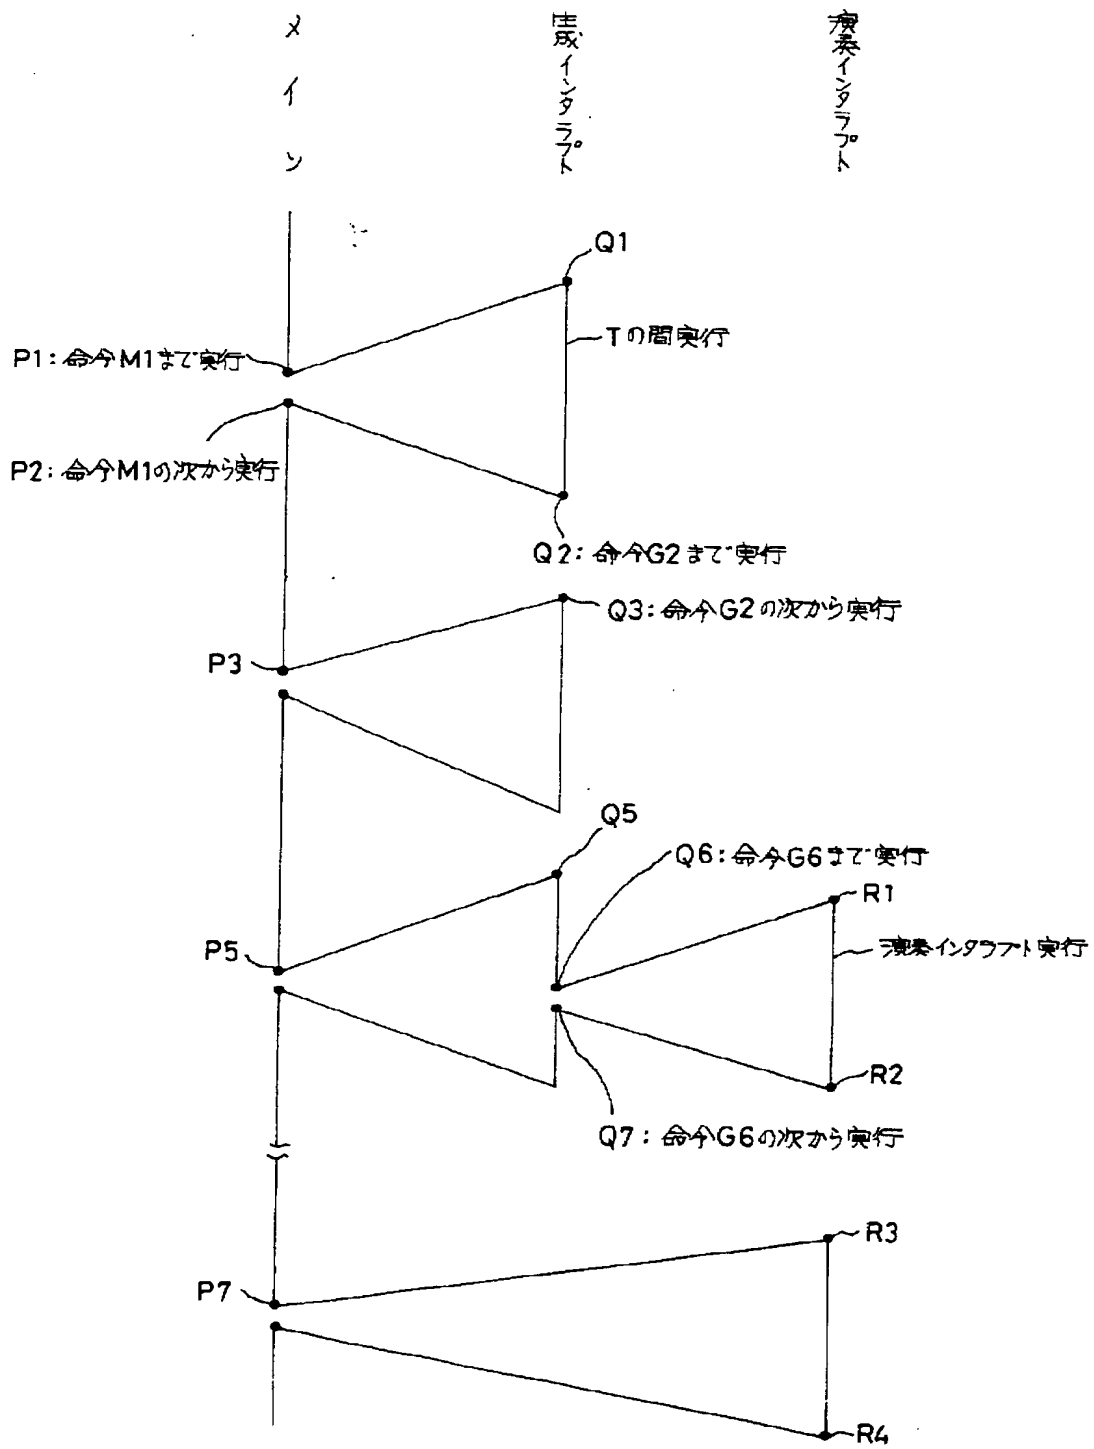 メイン
生成インタラプト
演奏インタラプト
Q1
Tの間実行
P1:命令M1まで実行
P2:命令M1の次から実行
Q2:命令G2まで実行
Q3:命令G2の次から実行
P3
Q5
Q6:命令G6まで実行
R1
P5
演奏インタラプト実行
R2
Q7:命令G6の次から実行
R3
P7
R4